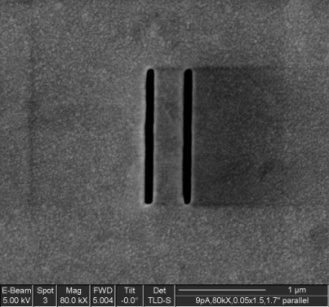 E-Beam Spot Mag FWD Tilt Det 1 µm
5.00 kV 3 80.0 kX 5.004 -0.0° TLD-S 9pA,80kX,0.05x1.5,1.7" parallel